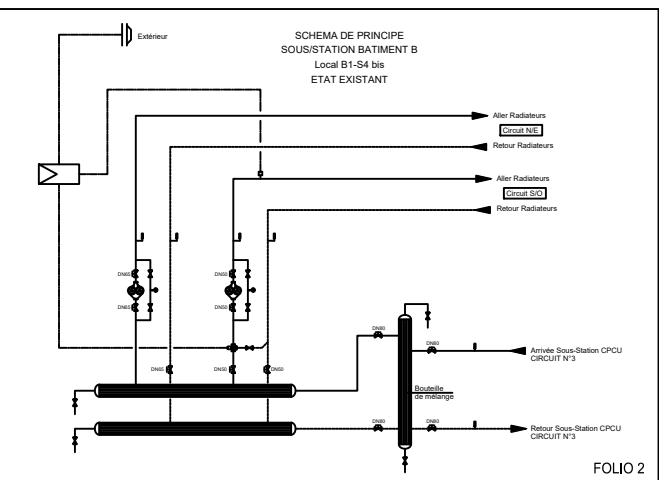 SCHEMA DE PRINCIPE
SOUS/STATION BATIMENT B
Local B1-S4 bis
ETAT EXISTANT
Extérieur
Aller Radiateurs
Circuit N/E
Retour Radiateurs
Aller Radiateurs
Circuit S/O
Retour Radiateurs
DN65
DN50
DN65
DN50
DN80
DN80
Arrivée Sous-Station CPCU
CIRCUIT N°3
DN65
DN50
DN50
Bouteille
de mélange
DN80
DN80
Retour Sous-Station CPCU
CIRCUIT N°3
FOLIO 2